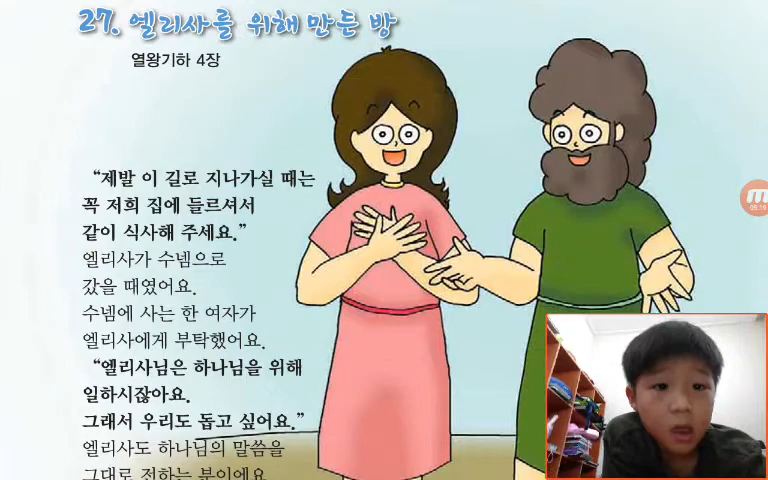 27. 엘리사를 위해 만든 방
열왕기하 4장
“제발 이 길로 지나가실 때는
꼭 저희 집에 들르셔서
같이 식사해 주세요.”
엘리사가 수넴으로
갔을 때였어요.
수넴에 사는 한 여자가
엘리사에게 부탁했어요.
“엘리사님은 하나님을 위해
일하시잖아요.
그래서 우리도 돕고 싶어요.”
엘리사도 하나님의 말씀을
그대로 전하는 분이에요
05:19